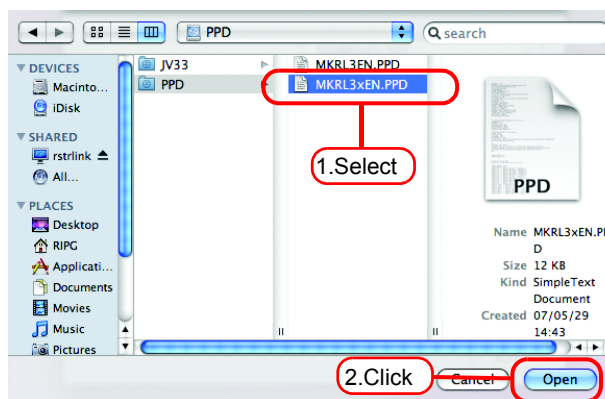 PPD
search
DEVICES
Macinto...
iDisk
SHARED
rstrlink
All...
PLACES
Desktop
RIPG
Applicati...
Documents
Movies
Music
Pictures
JV33
PPD
MKRL3EN.PPD
MKRL3xEN.PPD
1.Select
PPD
Name MKRL3xEN.PP
D
Size 12 KB
Kind SimpleText
Document
Created 07/05/29
14:43
2.Click
Cancel
Open